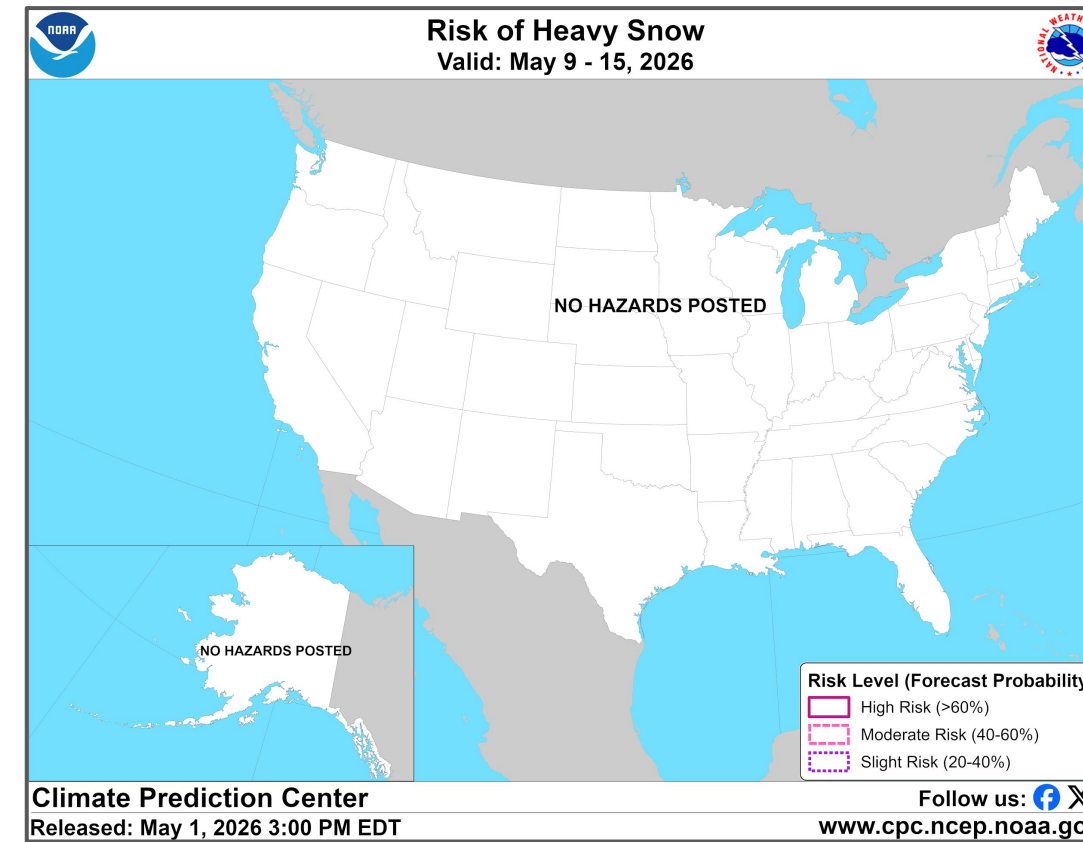 NOAA
Risk of Heavy Snow
Valid: May 9 - 15, 2026
NO HAZARDS POSTED
NO HAZARDS POSTED
Risk Level (Forecast Probability
High Risk (>60%)
Moderate Risk (40-60%)
Slight Risk (20-40%)
Climate Prediction Center
Follow us:
Released: May 1, 2026 3:00 PM EDT
www.cpc.ncep.noaa.go